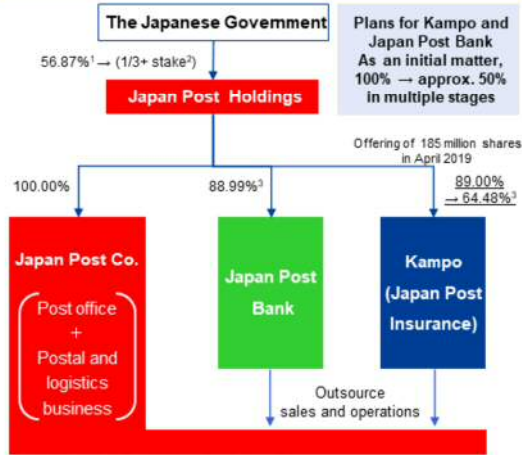 The Japanese Government
Plans for Kampo and
Japan Post Bank
As an initial matter,
100% → approx. 50%
in multiple stages
56.87%¹ → (1/3+ stake²)
Japan Post Holdings
Offering of 185 million shares
in April 2019
100.00%
88.99%³
89.00%
→ 64.48%³
Japan Post Co.
Post office
+
Postal and
logistics
business
Japan Post
Bank
Kampo
(Japan Post
Insurance)
Outsource
sales and operations